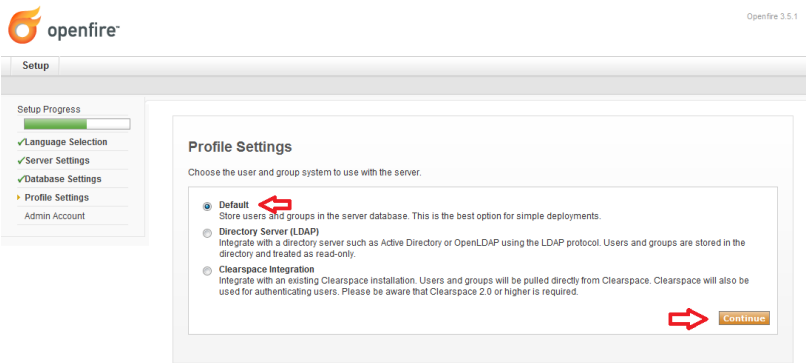 openfire™
Openfire 3.5.1
Setup
Setup Progress
Language Selection
Server Settings
Database Settings
Profile Settings
Admin Account
Profile Settings
Choose the user and group system to use with the server.
Default
Store users and groups in the server database. This is the best option for simple deployments.
Directory Server (LDAP)
Integrate with a directory server such as Active Directory or OpenLDAP using the LDAP protocol. Users and groups are stored in the
directory and treated as read-only.
Clearspace Integration
Integrate with an existing Clearspace installation. Users and groups will be pulled directly from Clearspace. Clearspace will also be
used for authenticating users. Please be aware that Clearspace 2.0 or higher is required.
Continue